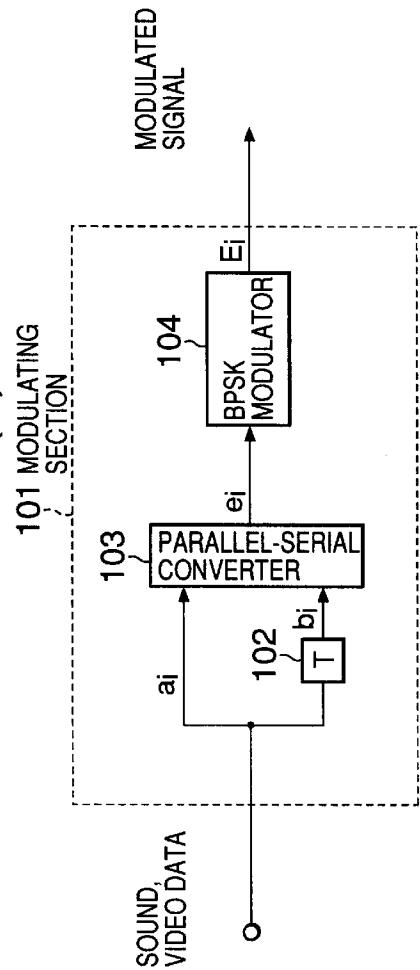 101 MODULATING
SECTION
SOUND,
VIDEO DATA
ai
102
T
bi
103
PARALLEL-SERIAL
CONVERTER
ei
104
BPSK
MODULATOR
Ei
MODULATED
SIGNAL